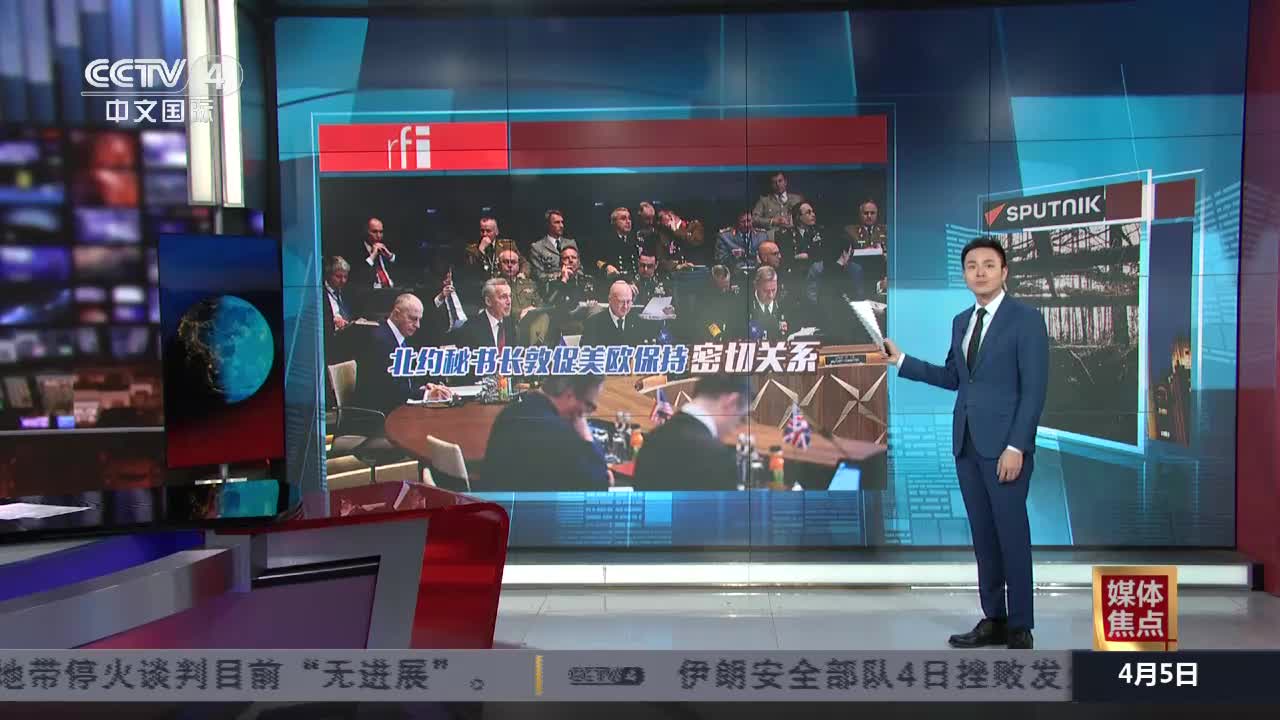 CCTV 4
中文国际
rfi
SPUTNIK
北约秘书长敦促美欧保持密切关系
媒体
焦点
地带停火谈判目前“无进展”。 CCTV 4 伊朗安全部队4日挫败发
4月5日